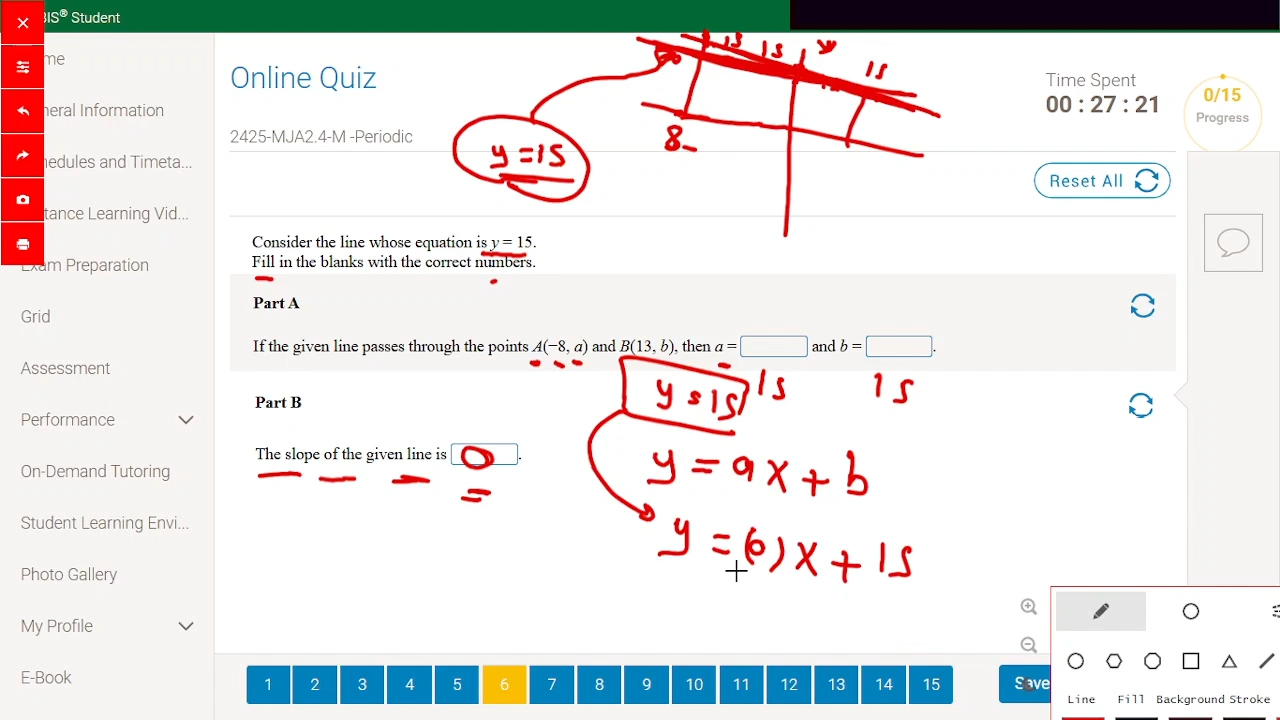 BIS® Student
me
Online Quiz
Time Spent
00 : 27 : 21
0/15
Progress
neral Information
2425-MJA2.4-M -Periodic
hedules and Timeta...
tance Learning Vid...
Exam Preparation
Grid
Assessment
Performance
On-Demand Tutoring
Student Learning Envi...
Photo Gallery
My Profile
E-Book
Reset All
15 15 15
8
y = 15
Consider the line whose equation is y = 15.
Fill in the blanks with the correct numbers.
Part A
If the given line passes through the points A(−8, a) and B(13, b), then a = and b = .
y = 15 15 15
Part B
The slope of the given line is 0 .
y = ax + b
y = (0)x + 15
1 2 3 4 5 6 7 8 9 10 11 12 13 14 15
Save
Line Fill Background Stroke